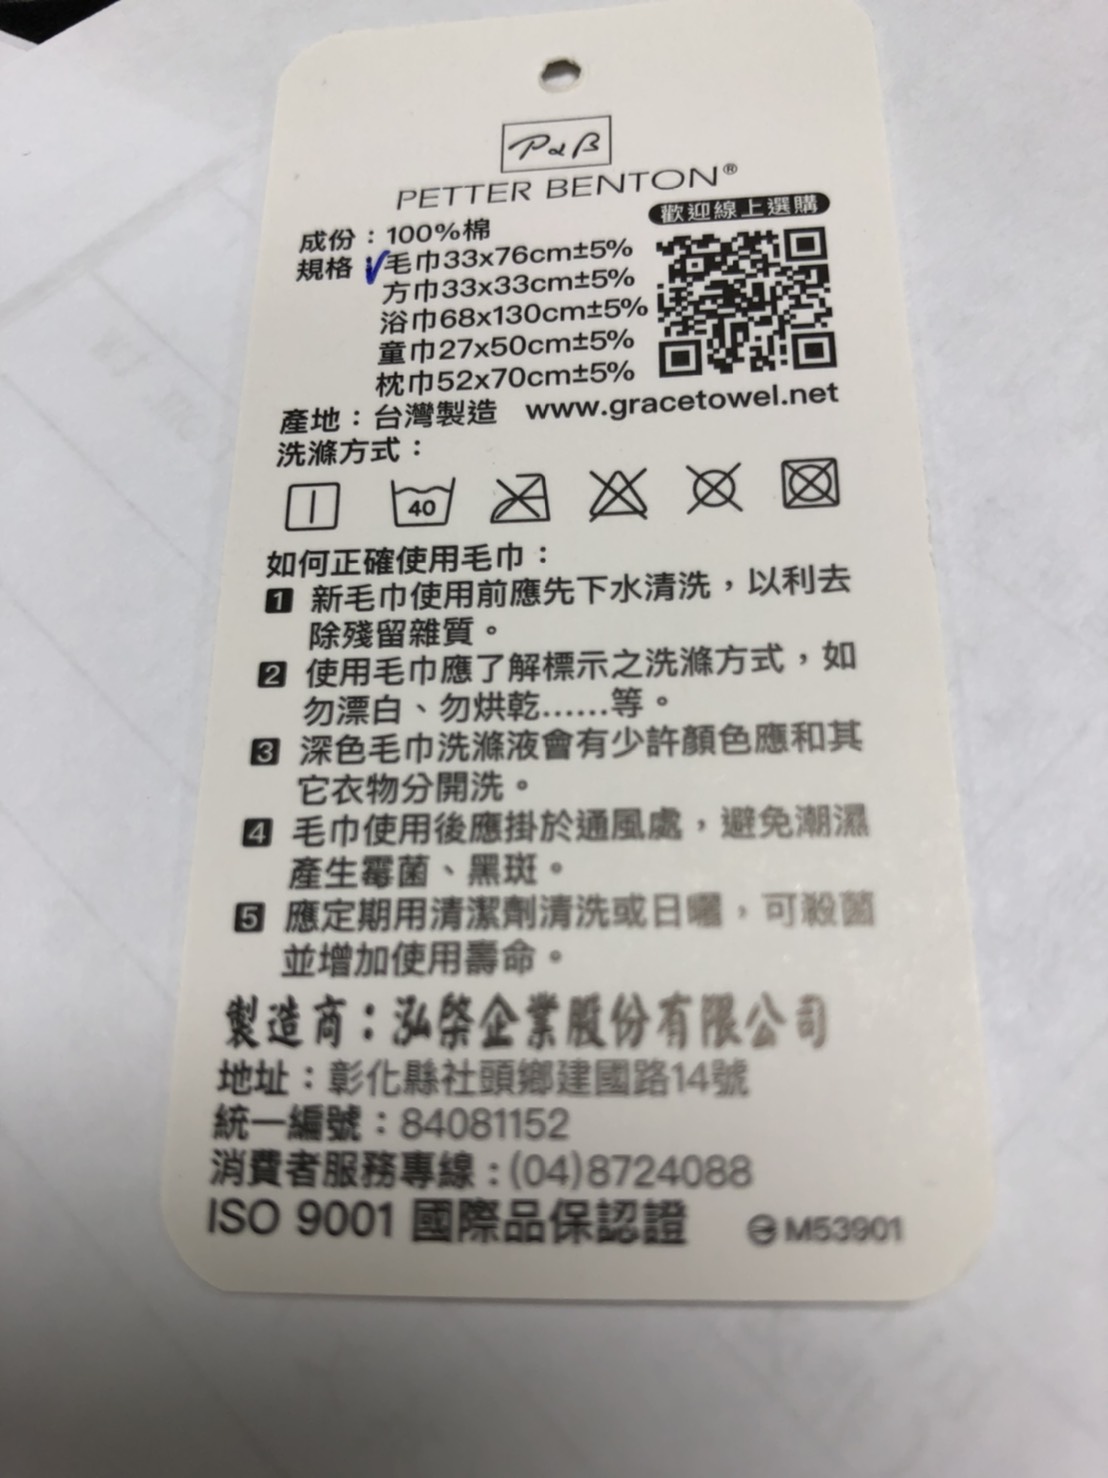 PαB
PETTER BENTON®
歡迎線上選購
成份：100%棉
規格 ✓毛巾33x76cm±5%
方巾33x33cm±5%
浴巾68x130cm±5%
童巾27x50cm±5%
枕巾52x70cm±5%
產地：台灣製造 www.gracetowel.net
洗滌方式：
40
如何正確使用毛巾：
1 新毛巾使用前應先下水清洗，以利去
除殘留雜質。
2 使用毛巾應了解標示之洗滌方式，如
勿漂白、勿烘乾......等。
3 深色毛巾洗滌液會有少許顏色應和其
它衣物分開洗。
4 毛巾使用後應掛於通風處，避免潮濕
產生霉菌、黑斑。
5 應定期用清潔劑清洗或日曬，可殺菌
並增加使用壽命。
製造商：泓棨企業股份有限公司
地址：彰化縣社頭鄉建國路14號
統一編號：84081152
消費者服務專線：(04)8724088
ISO 9001 國際品保認證 M53901